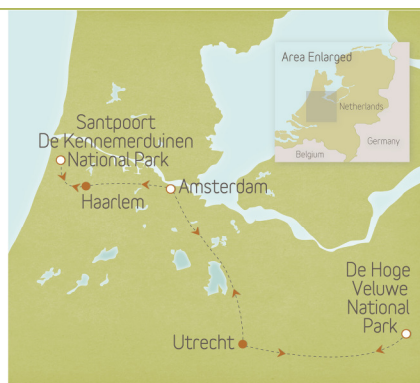 Area Enlarged
Netherlands
Germany
Belgium
Santpoort
De Kennemerduinen
National Park
Haarlem
Amsterdam
De Hoge
Veluwe
National
Park
Utrecht